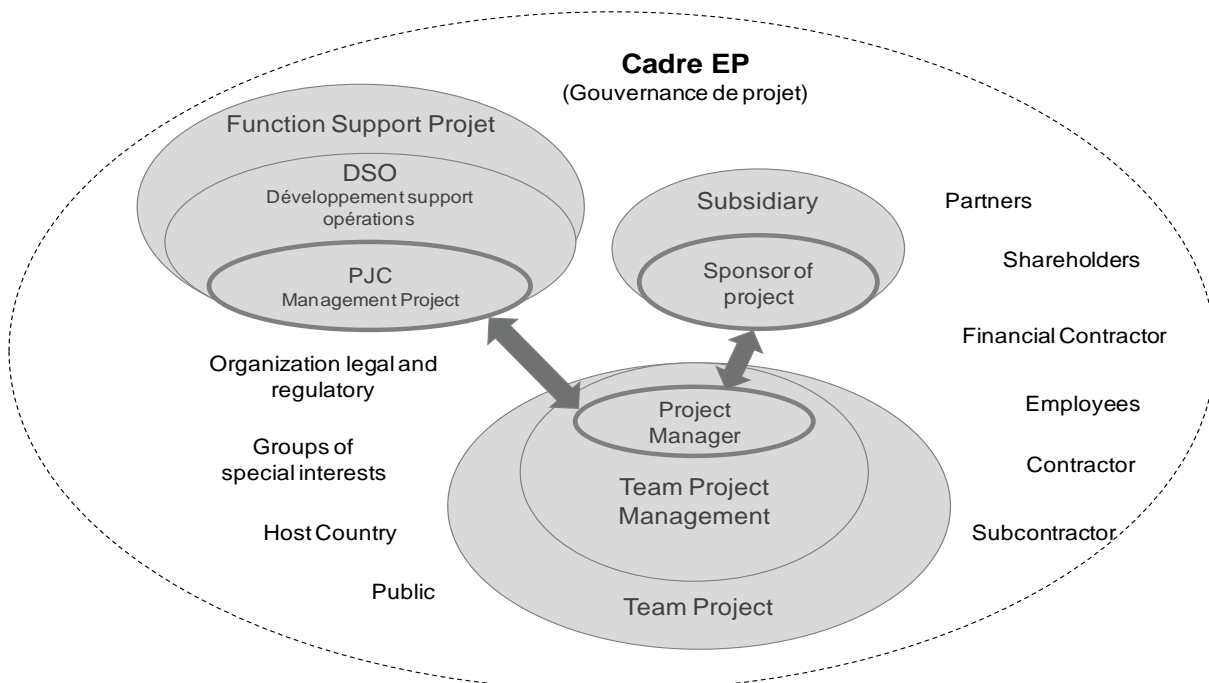 Cadre EP
(Gouvernance de projet)
Function Support Projet
DSO
Développement support
opérations
PJC
Management Project
Subsidiary
Sponsor of
project
Partners
Shareholders
Financial Contractor
Employees
Contractor
Subcontractor
Organization legal and
regulatory
Groups of
special interests
Host Country
Public
Project
Manager
Team Project
Management
Team Project